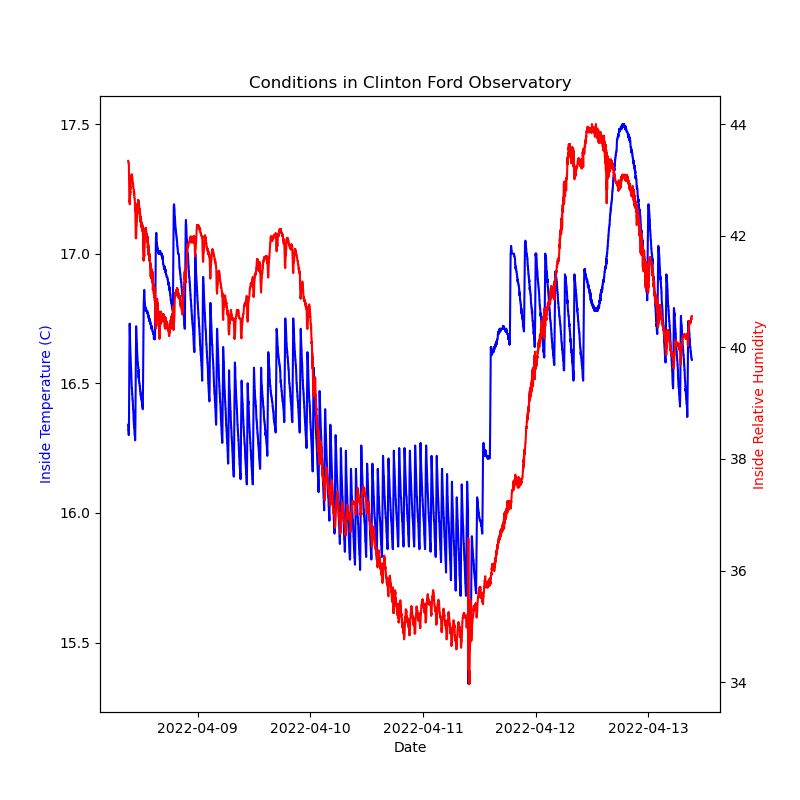 Conditions in Clinton Ford Observatory
17.5
17.0
16.5
16.0
15.5
Inside Temperature (C)
44
42
40
38
36
34
Inside Relative Humidity
2022-04-09 2022-04-10 2022-04-11 2022-04-12 2022-04-13
Date